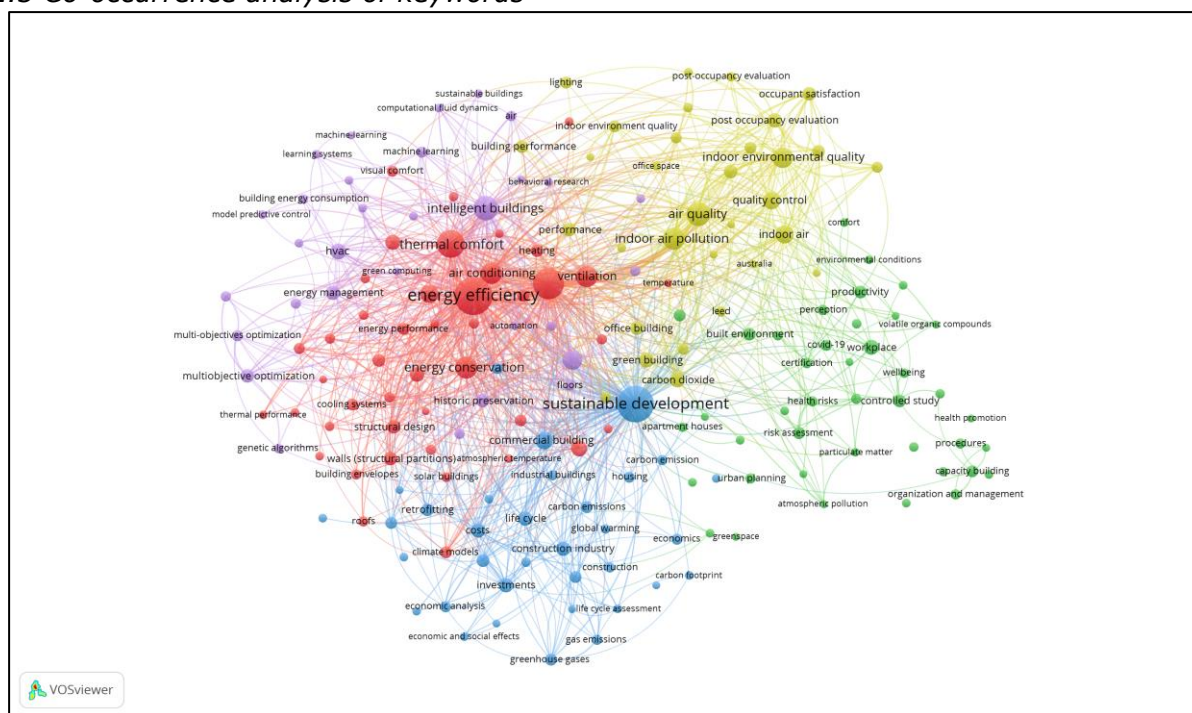 Co-occurrence analysis of keywords
post-occupancy evaluation
lighting
sustainable buildings
occupant satisfaction
computational fluid dynamics
air
post occupancy evaluation
indoor environment quality
machine-learning
building performance
learning systems
machine learning
indoor environmental quality
office space
visual comfort
behavioral research
building energy consumption
quality control
intelligent buildings
air quality
model predictive control
comfort
performance
indoor air pollution
indoor air
thermal comfort
hvac
heating
environmental conditions
green computing
australia
air conditioning
ventilation
temperature
energy management
energy efficiency
productivity
perception
leed
automation
office building
volatile organic compounds
energy performance
built environment
multi-objectives optimization
covid-19
workplace
green building
certification
energy conservation
wellbeing
multiobjective optimization
carbon dioxide
floors
historic preservation
sustainable development
health risks
controlled study
cooling systems
thermal performance
health promotion
structural design
apartment houses
risk assessment
commercial building
procedures
genetic algorithms
particulate matter
walls (structural partitions)
atmospheric temperature
carbon emission
capacity building
building envelopes
solar buildings
industrial buildings
housing
urban planning
organization and management
atmospheric pollution
retrofitting
carbon emissions
roofs
life cycle
costs
global warming
greenspace
economics
climate models
construction industry
construction
carbon footprint
investments
economic analysis
life cycle assessment
economic and social effects
gas emissions
greenhouse gases
VOSviewer